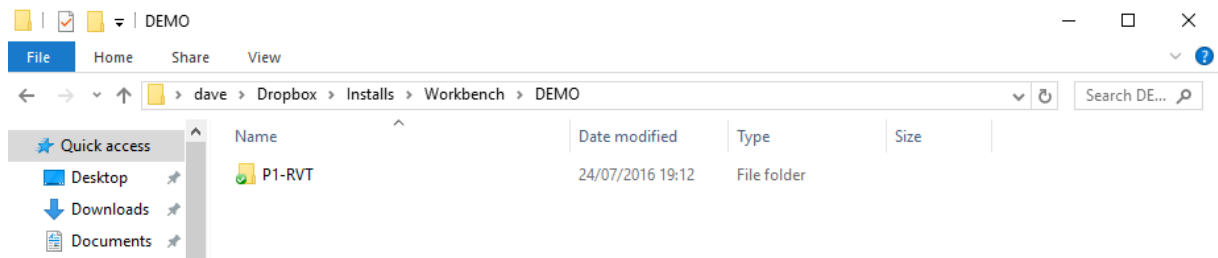 DEMO
File Home Share View
dave Dropbox Installs Workbench DEMO Search DE...
Name Date modified Type Size
Quick access
P1-RVT 24/07/2016 19:12 File folder
Desktop
Downloads
Documents